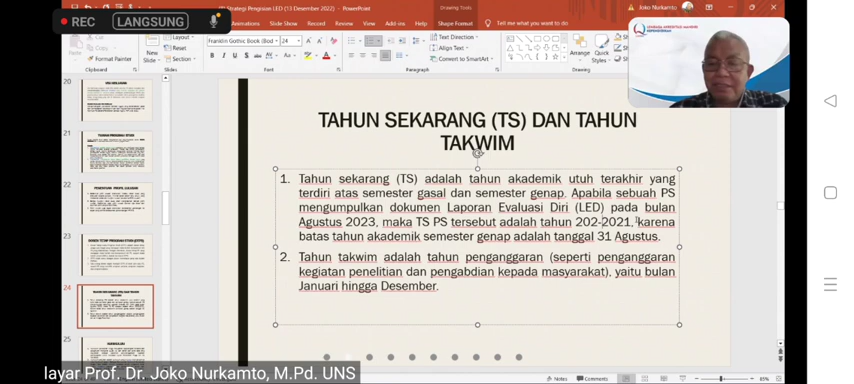 Strategi Pengisian LED (13 Desember 2022) - PowerPoint
Drawing Tools
Joko Nurkamto
REC LANGSUNG
Animations Slide Show Record Review View Add-ins Help Shape Format Tell me what you want to do
Paste
New Slide
Layout
Reset
Section
Franklin Gothic Book (Bod 24
Text Direction
Align Text
Convert to SmartArt
Arrange
Quick Styles
Clipboard
Slides
Font
Paragraph
Drawing
Editing
20
21
22
23
24
25
TAHUN SEKARANG (TS) DAN TAHUN
TAKWIM
1. Tahun sekarang (TS) adalah tahun akademik utuh terakhir yang
terdiri atas semester gasal dan semester genap. Apabila sebuah PS
mengumpulkan dokumen Laporan Evaluasi Diri (LED) pada bulan
Agustus 2023, maka TS PS tersebut adalah tahun 202-2021, karena
batas tahun akademik semester genap adalah tanggal 31 Agustus.
2. Tahun takwim adalah tahun penganggaran (seperti penganggaran
kegiatan penelitian dan pengabdian kepada masyarakat), yaitu bulan
Januari hingga Desember.
layar Prof. Dr. Joko Nurkamto, M.Pd. UNS
Notes Comments 85%